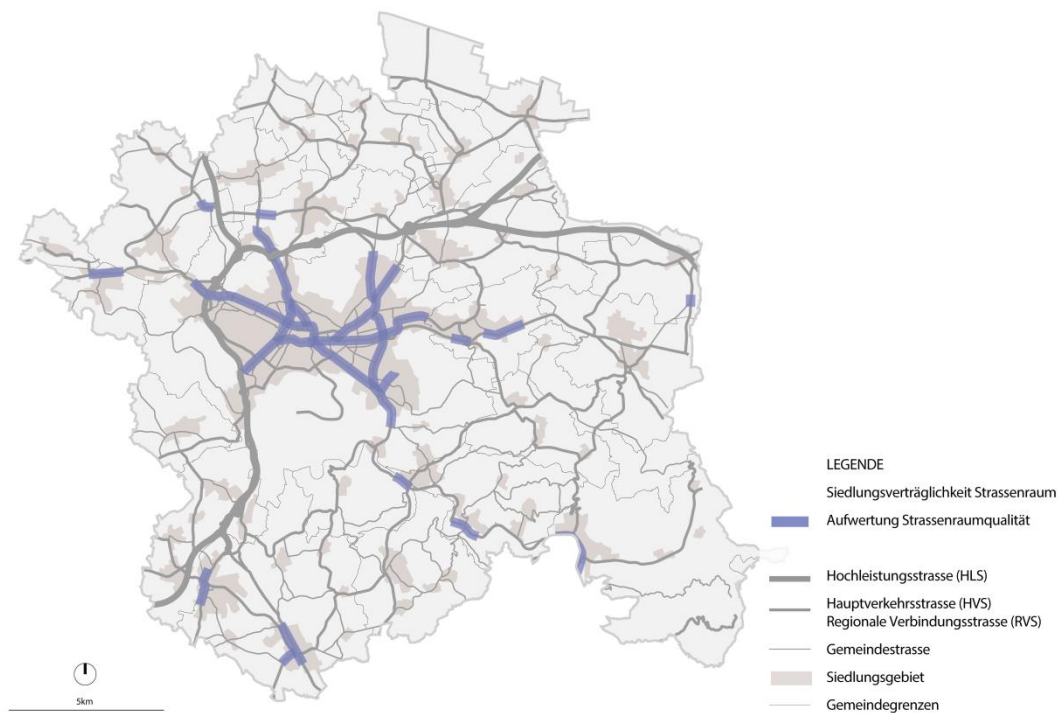 LEGENDE
Siedlungsverträglichkeit Strassenraum
Aufwertung Strassenraumqualität
Hochleistungsstrasse (HLS)
Hauptverkehrsstrasse (HVS)
Regionale Verbindungsstrasse (RVS)
Gemeindestrasse
Siedlungsgebiet
Gemeindegrenzen
5km